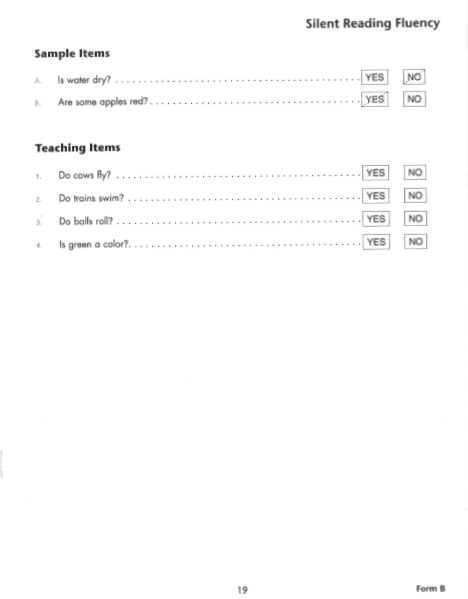 Silent Reading Fluency
Sample Items
A. Is water dry? . . . . . . . . . . . . . . . . . . . . . . . . . . . . . . . . . . . . . . . . . . YES NO
B. Are some apples red? . . . . . . . . . . . . . . . . . . . . . . . . . . . . . . . . . . . . YES NO
Teaching Items
1. Do cows fly? . . . . . . . . . . . . . . . . . . . . . . . . . . . . . . . . . . . . . . . . . . YES NO
2. Do trains swim? . . . . . . . . . . . . . . . . . . . . . . . . . . . . . . . . . . . . . . . . YES NO
3. Do balls roll? . . . . . . . . . . . . . . . . . . . . . . . . . . . . . . . . . . . . . . . . . . YES NO
4. Is green a color?. . . . . . . . . . . . . . . . . . . . . . . . . . . . . . . . . . . . . . . . YES NO
19 Form B